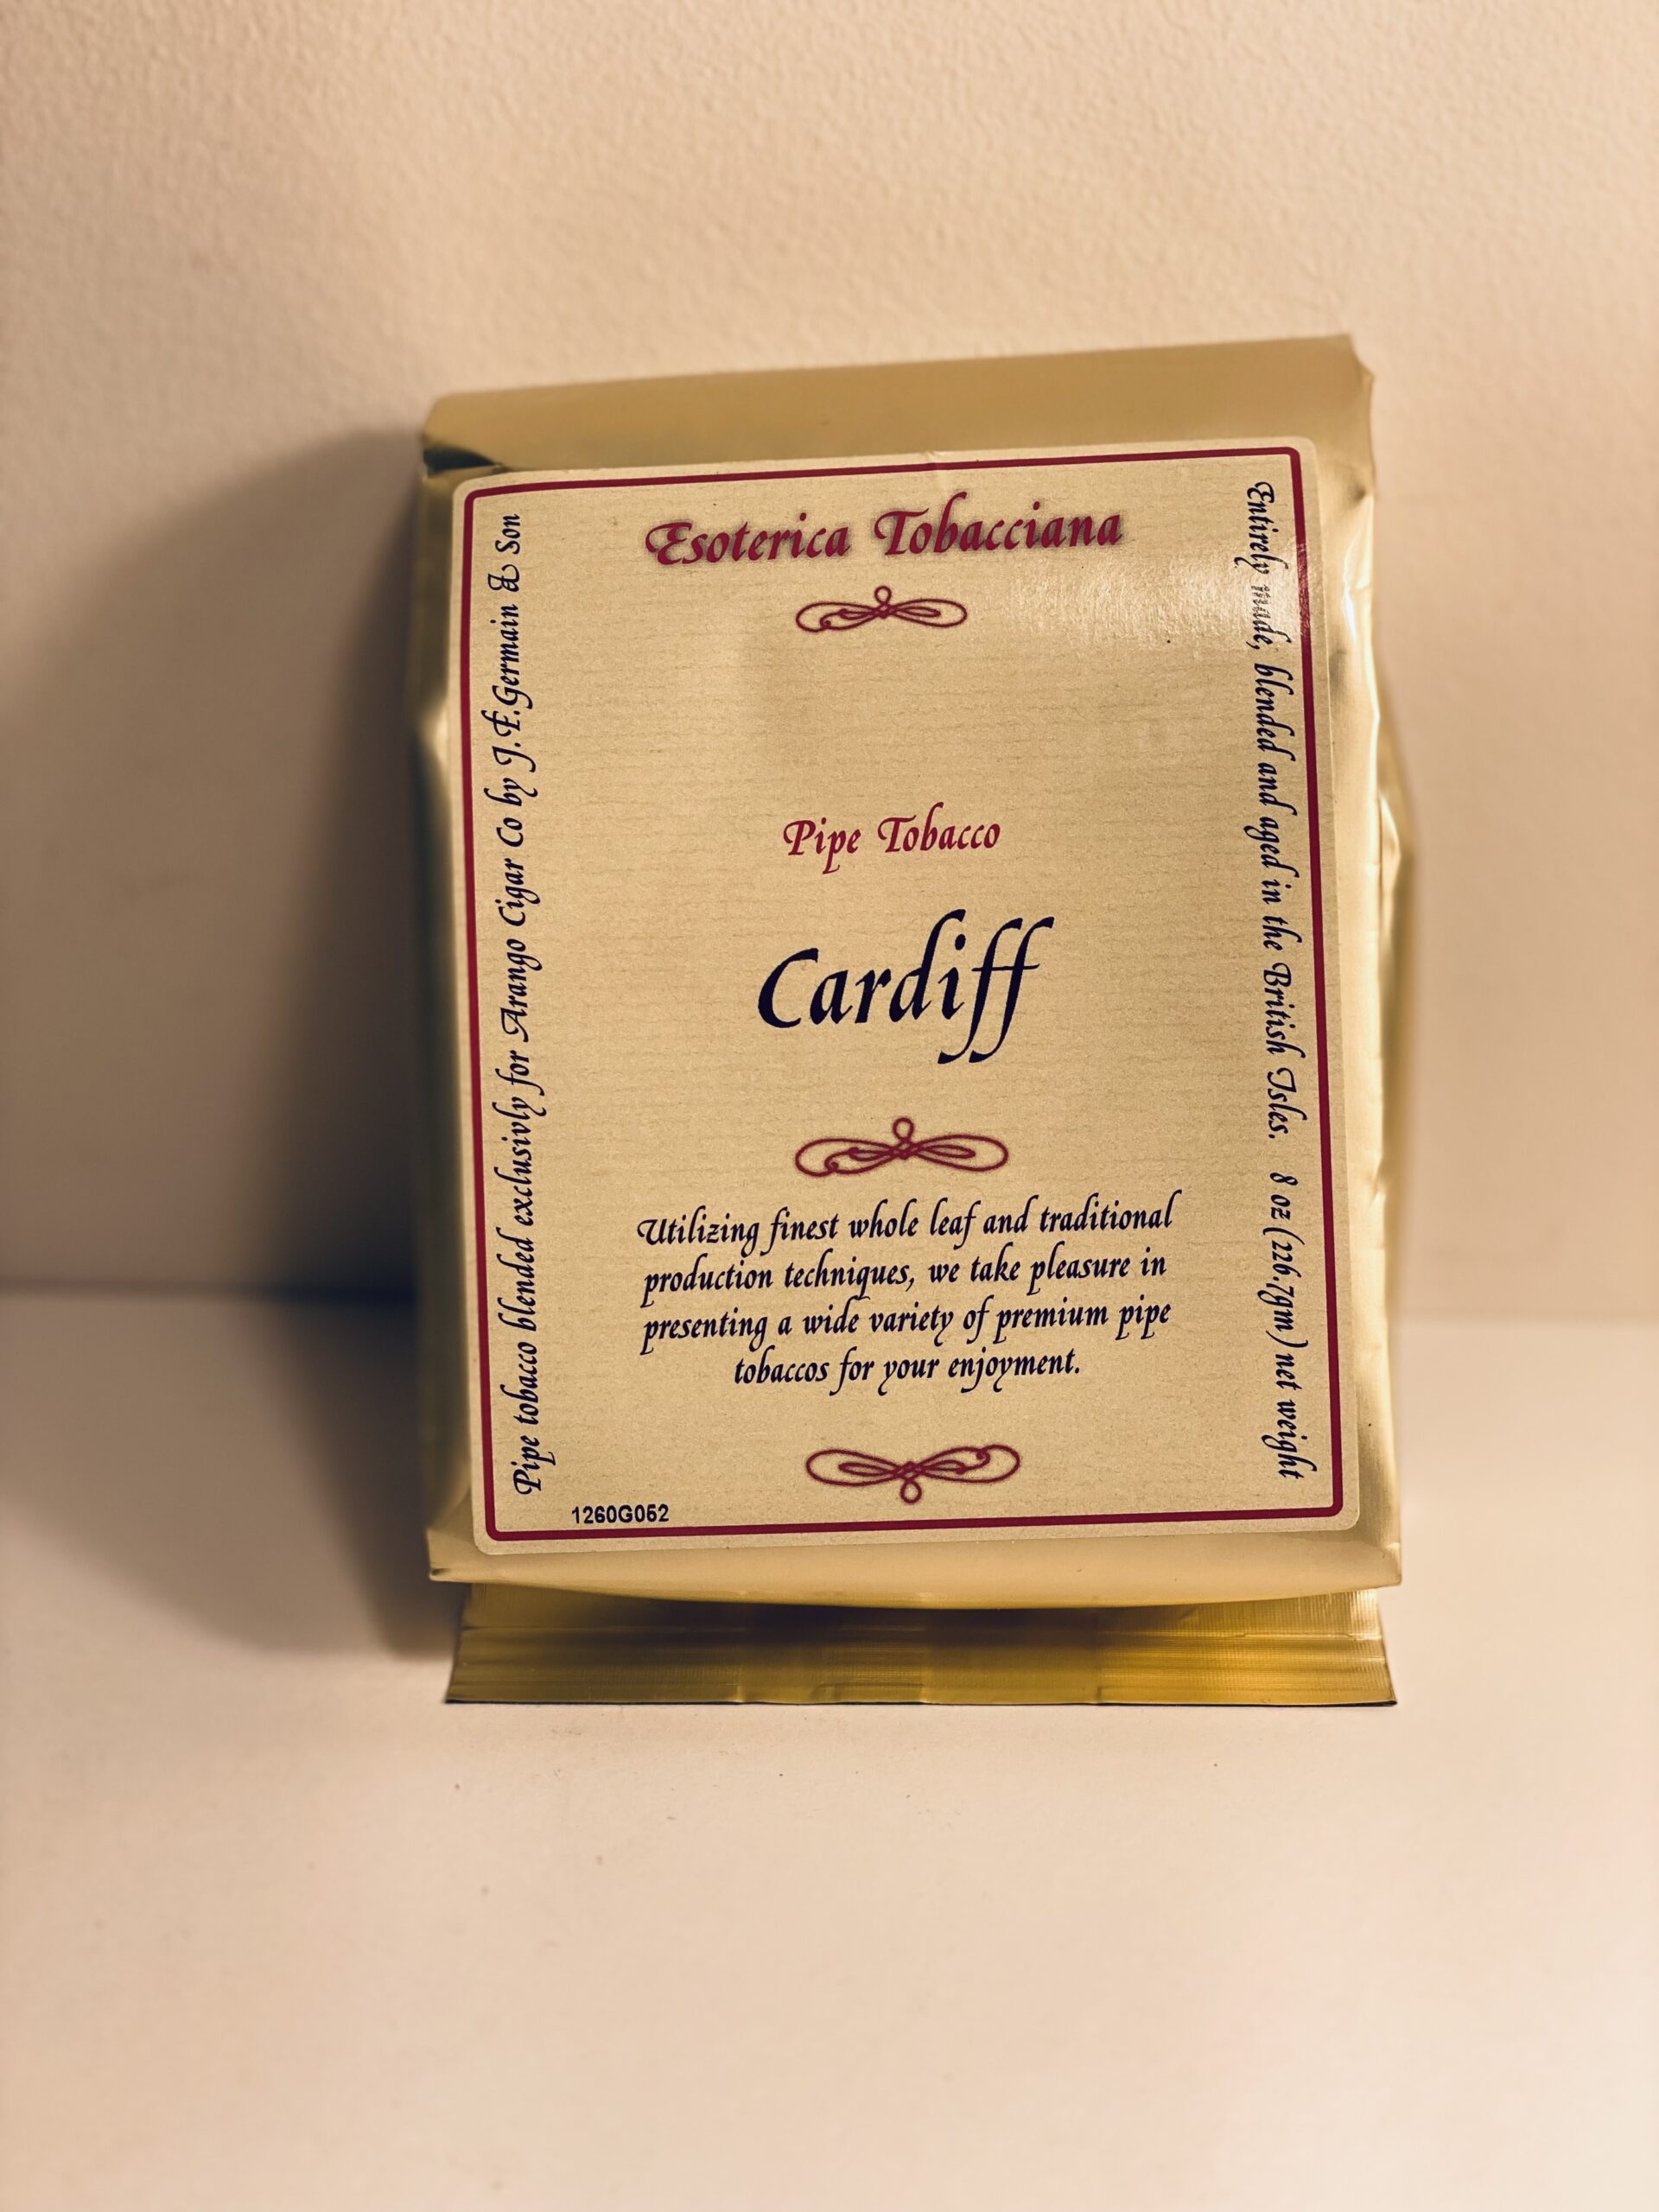 Esoterica Tobacciana
Pipe Tobacco
Cardiff
Utilizing finest whole leaf and traditional
production techniques, we take pleasure in
presenting a wide variety of premium pipe
tobaccos for your enjoyment.
1260G052
Pipe tobacco blended exclusivly for Arango Cigar Co by J.F.Germain & Son
Entirely made, blended and aged in the British Isles. 8 oz (226.7gm) net weight